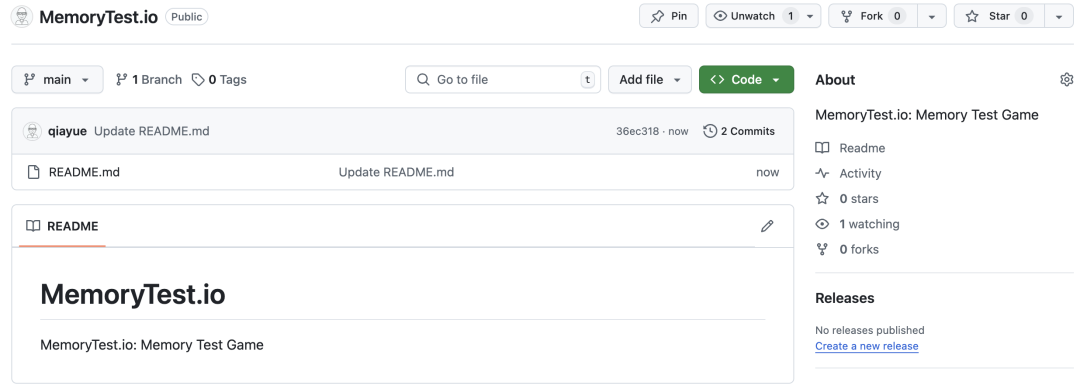 MemoryTest.io Public Pin Unwatch 1 Fork 0 Star 0
main 1 Branch 0 Tags Go to file t Add file <> Code
qiayue Update README.md 36ec318 · now 2 Commits
README.md Update README.md now
README
MemoryTest.io
MemoryTest.io: Memory Test Game
About
MemoryTest.io: Memory Test Game
Readme
Activity
0 stars
1 watching
0 forks
Releases
No releases published
Create a new release